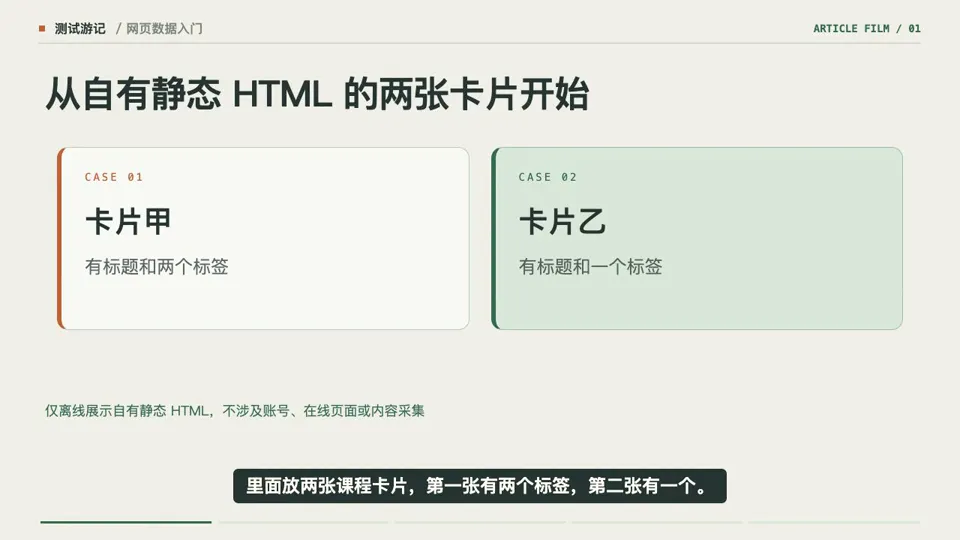 测试游记 / 网页数据入门
ARTICLE FILM / 01
从自有静态 HTML 的两张卡片开始
CASE 01
卡片甲
有标题和两个标签
CASE 02
卡片乙
有标题和一个标签
仅离线展示自有静态 HTML，不涉及账号、在线页面或内容采集
里面放两张课程卡片，第一张有两个标签，第二张有一个。